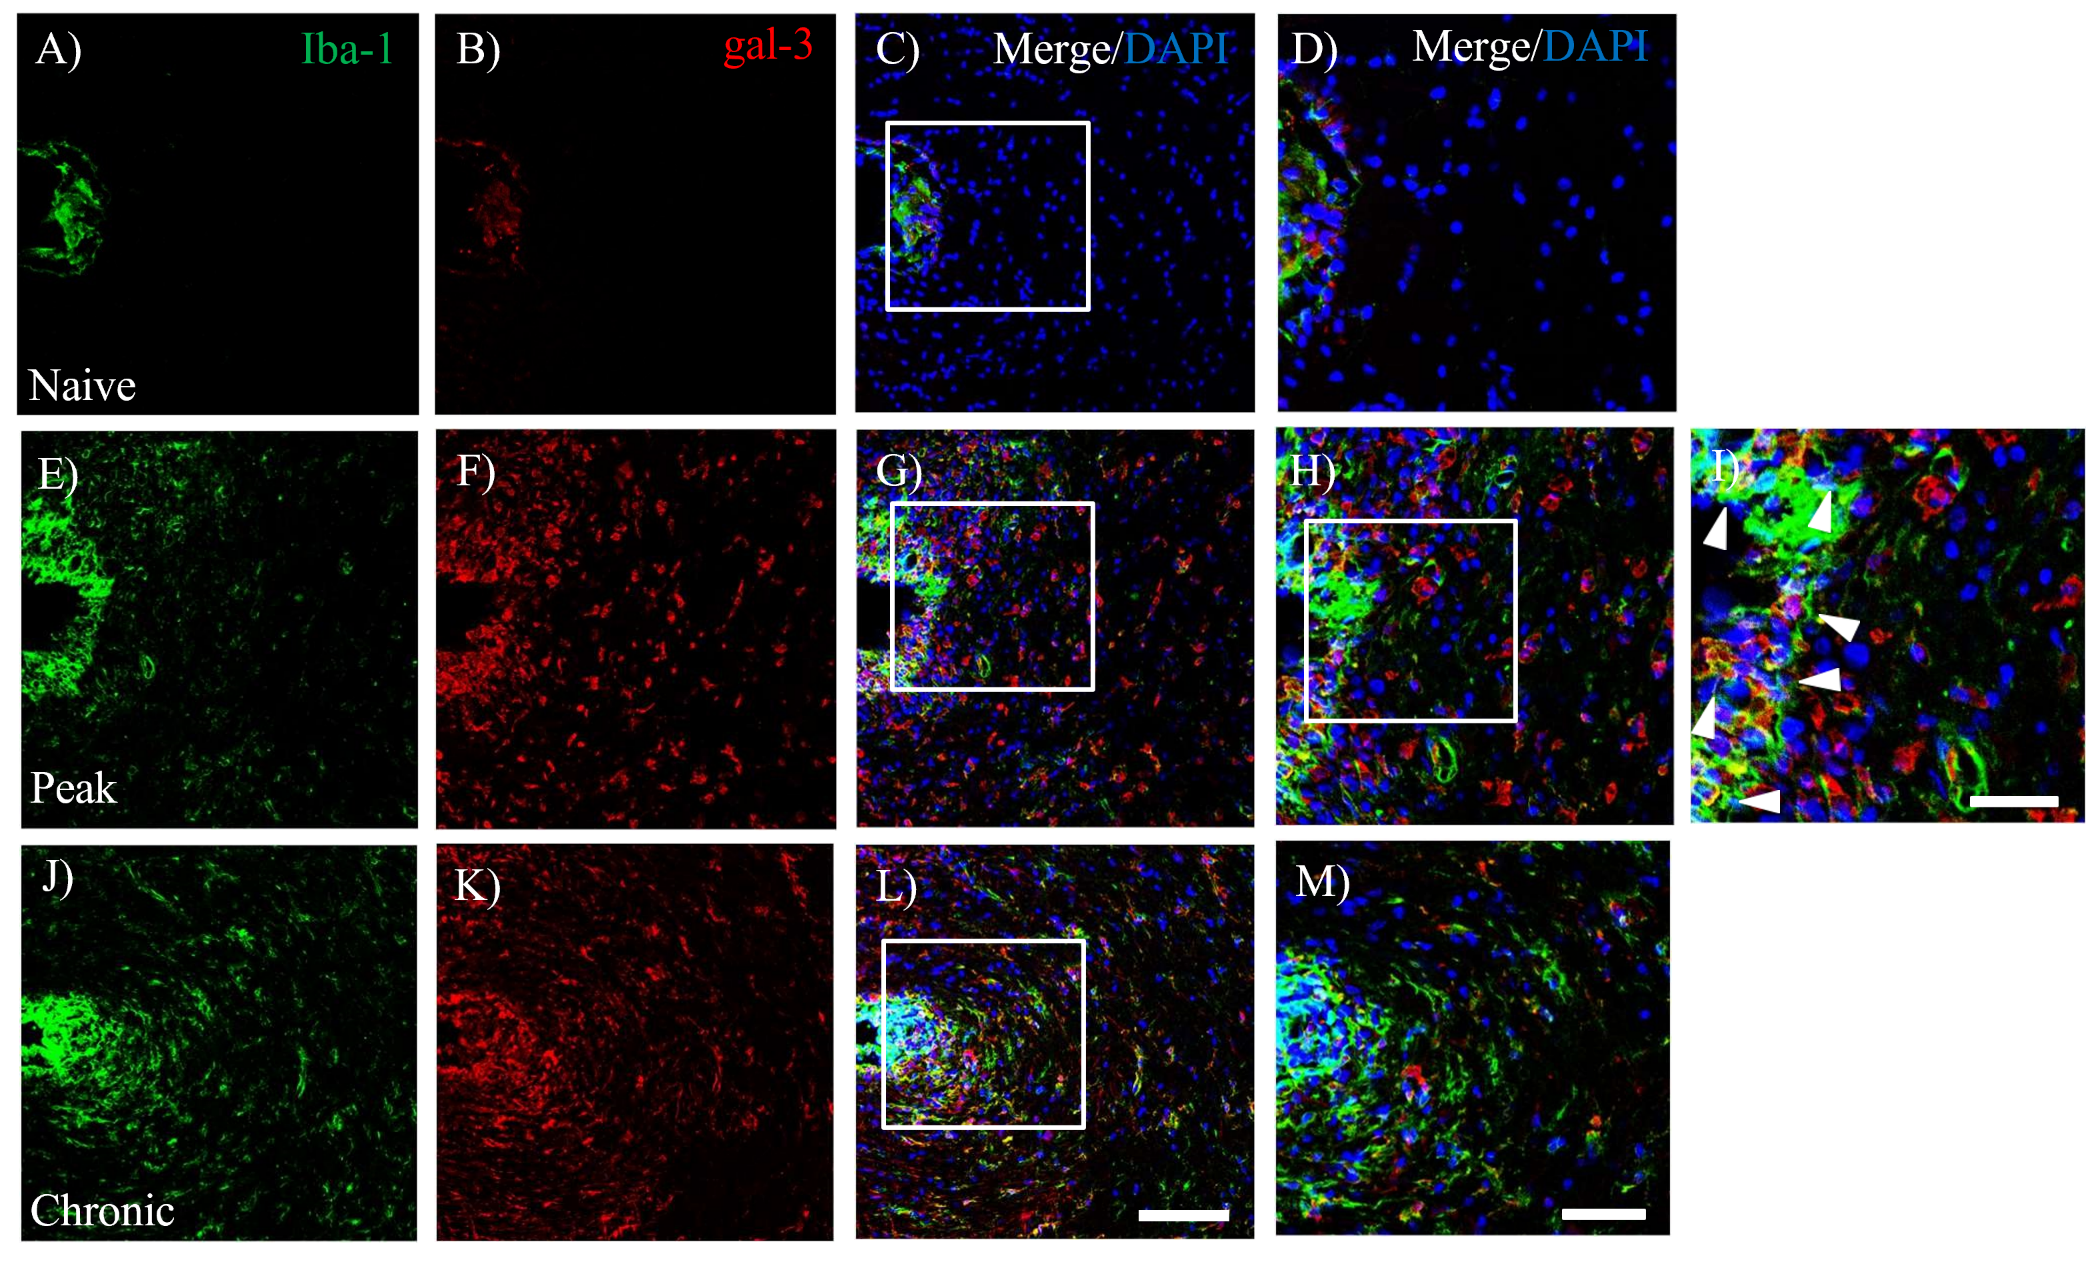 A) Iba-1
B) gal-3
C) Merge/DAPI
D) Merge/DAPI
Naive
E)
F)
G)
H)
I)
Peak
J)
K)
L)
M)
Chronic